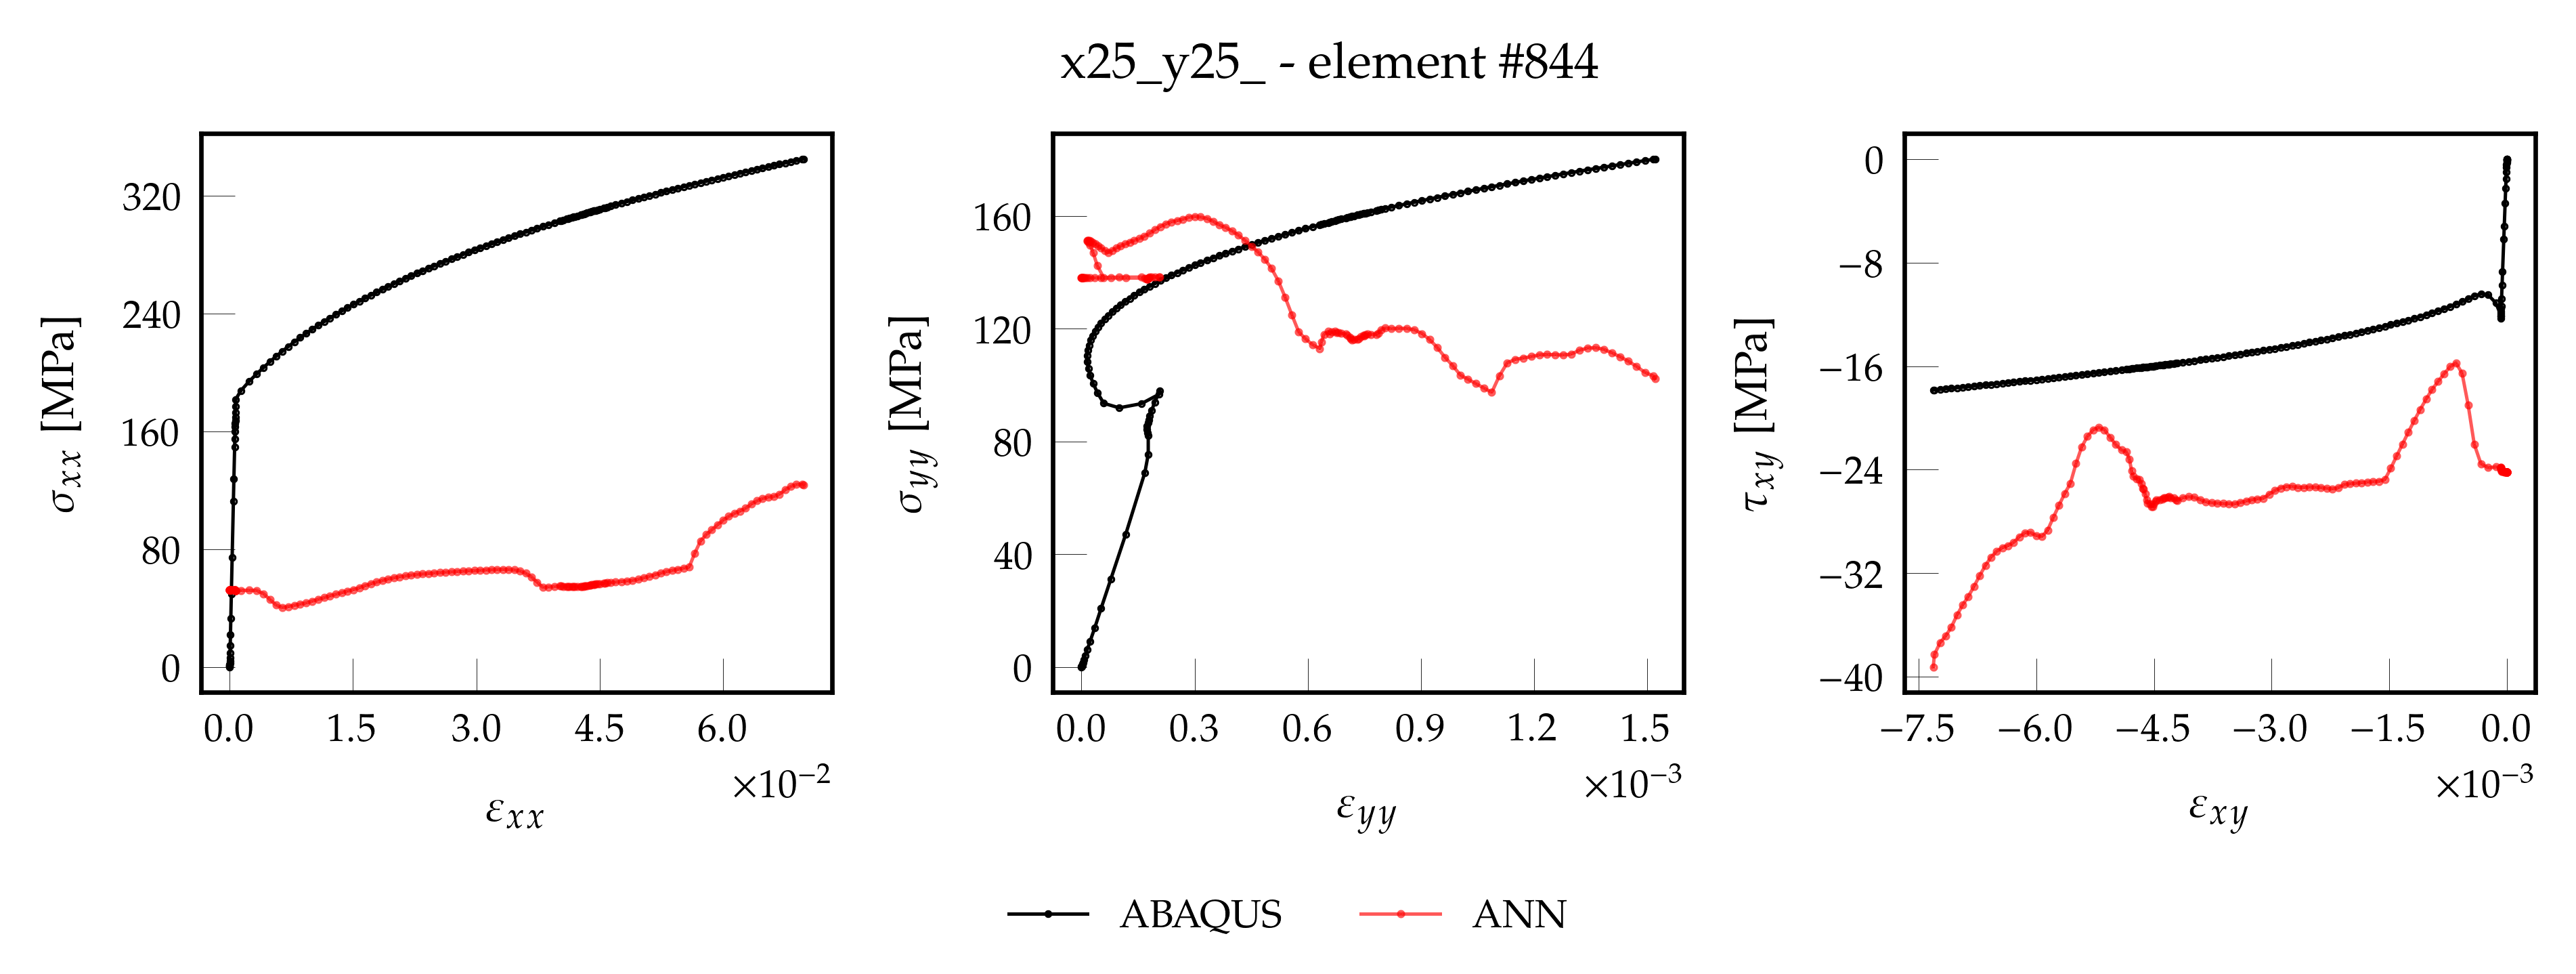 x25_y25_ - element #844
σxx [MPa]
320
240
160
80
0
0.0 1.5 3.0 4.5 6.0
×10−2
εxx
σyy [MPa]
160
120
80
40
0
0.0 0.3 0.6 0.9 1.2 1.5
×10−3
εyy
τxy [MPa]
0
−8
−16
−24
−32
−40
−7.5 −6.0 −4.5 −3.0 −1.5 0.0
×10−3
εxy
ABAQUS ANN